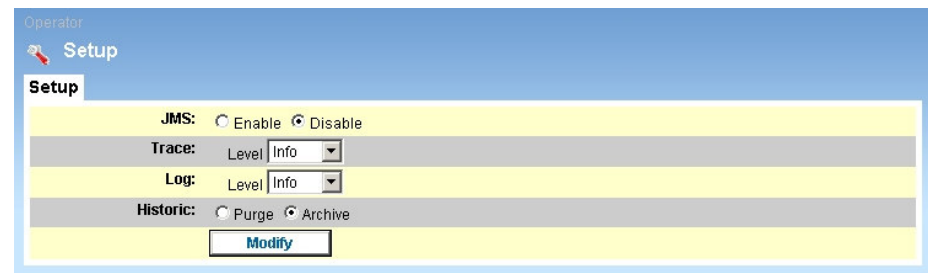 Operator
Setup
Setup
JMS: Enable Disable
Trace: Level Info
Log: Level Info
Historic: Purge Archive
Modify